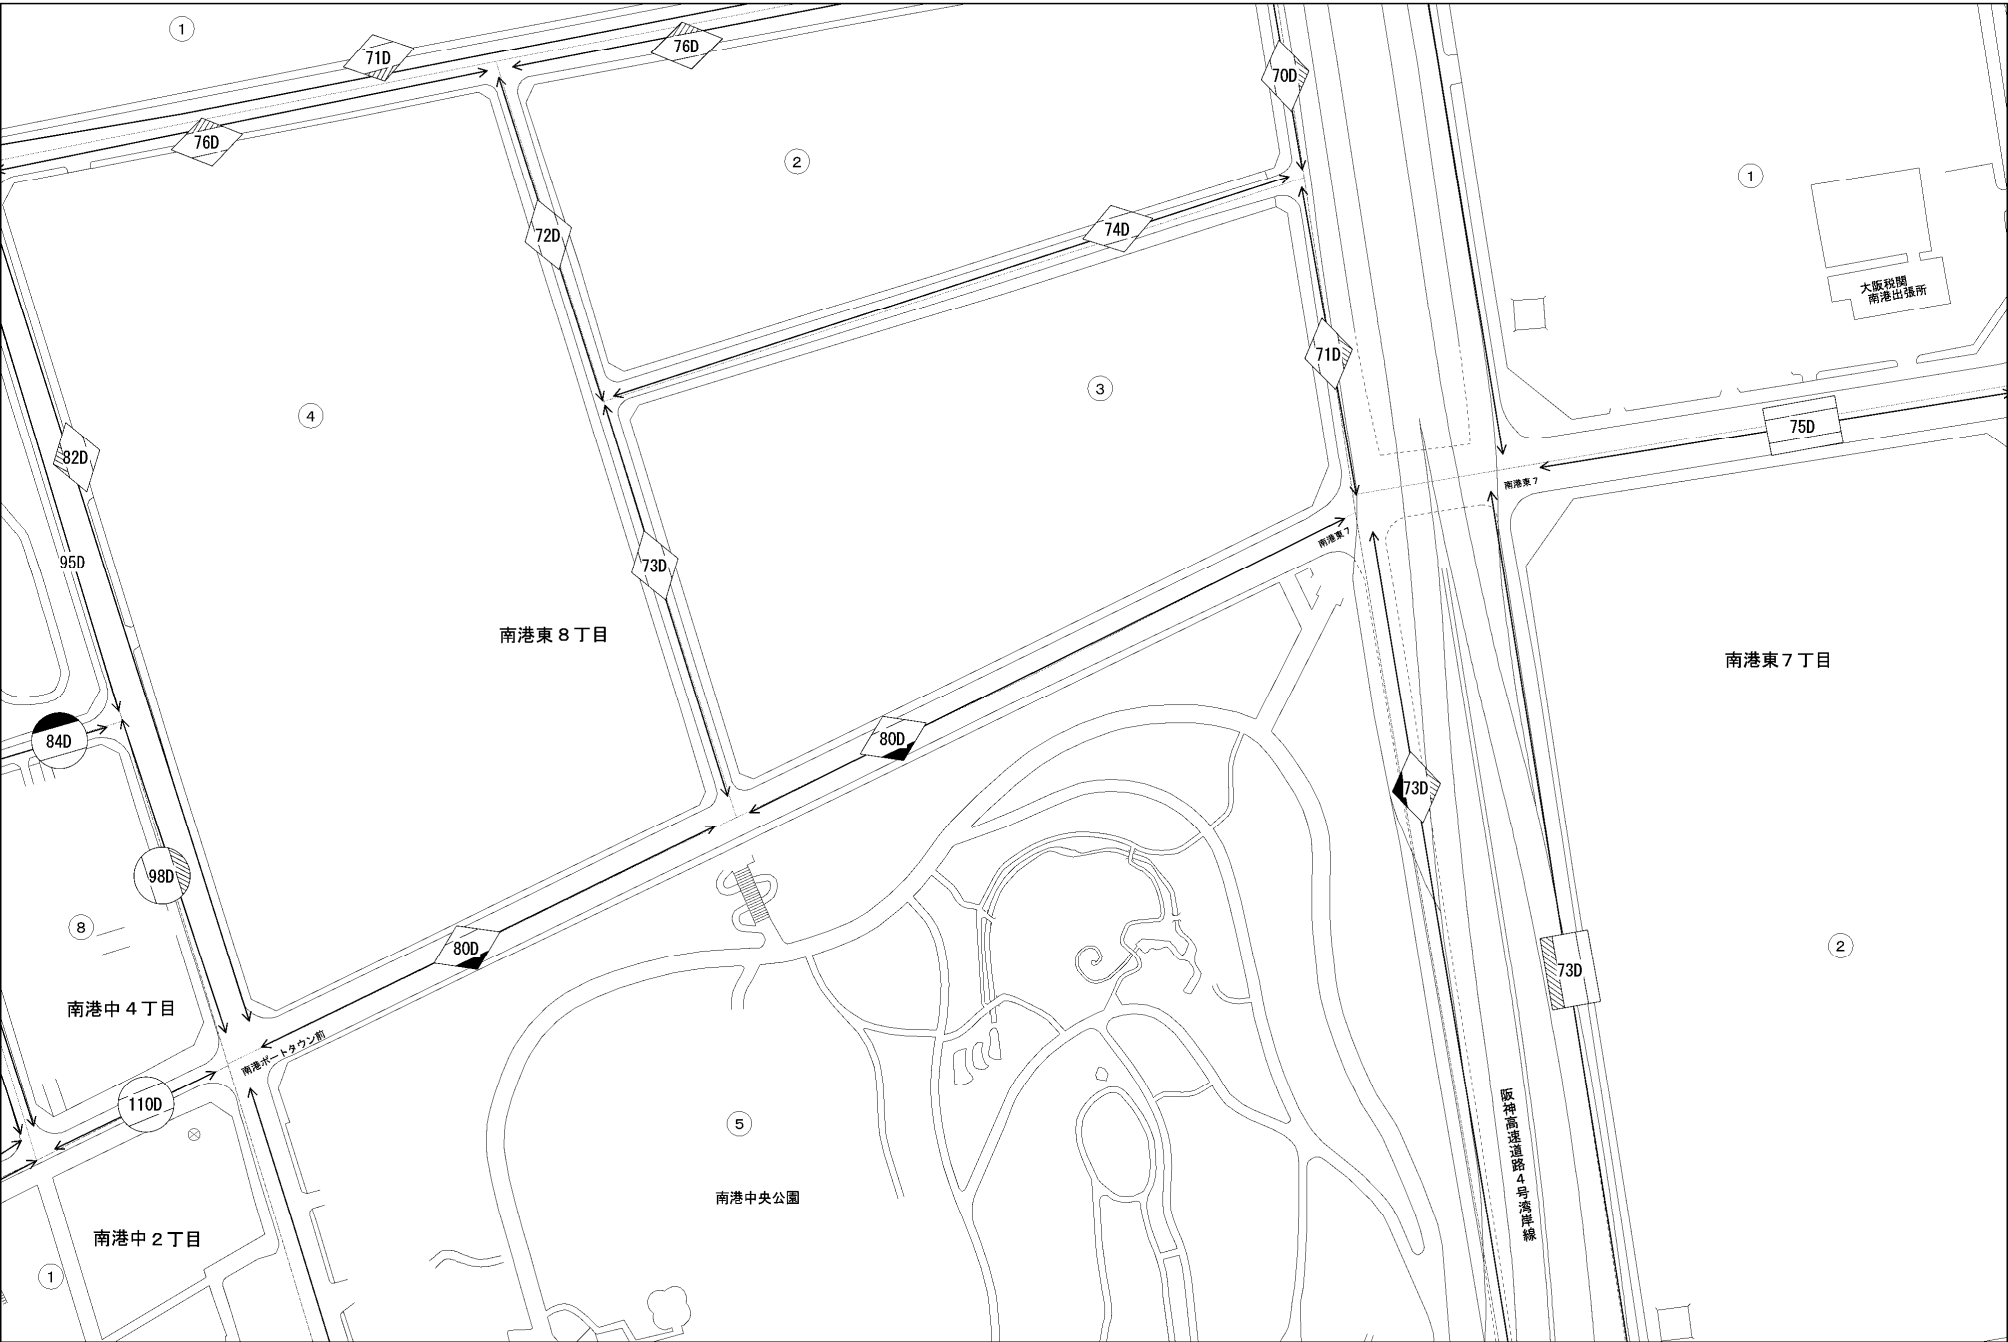 ①
71D
76D
70D
76D
②
①
72D
74D
大阪税関
南港出張所
71D
③
④
75D
82D
南港東7
南港東7
95D
73D
南港東8丁目
南港東7丁目
84D
80D
73D
98D
⑧
80D
②
73D
南港中4丁目
南港ポートタウン前
110D
⑤
阪神高速道路4号湾岸線
南港中央公園
南港中2丁目
①